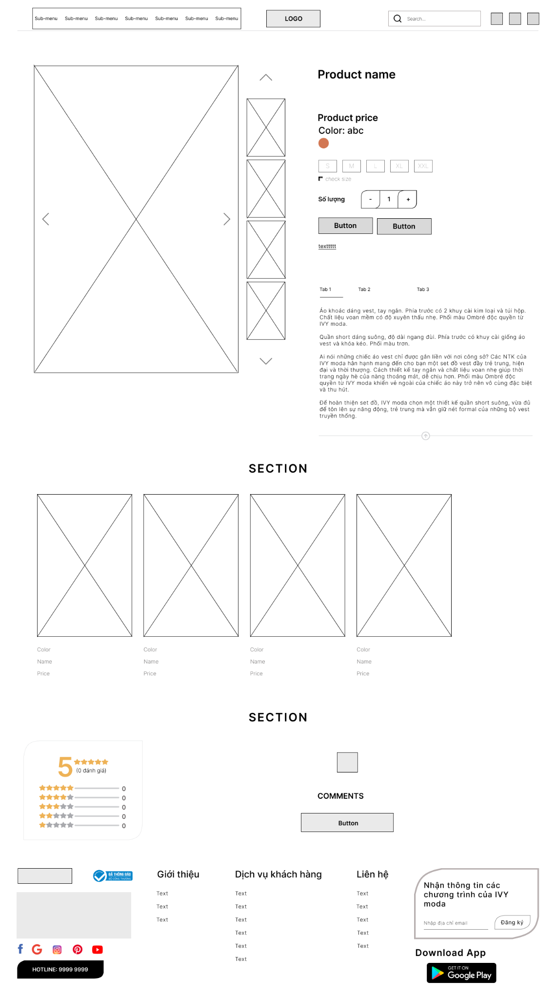 Sub-menu Sub-menu Sub-menu Sub-menu Sub-menu Sub-menu Sub-menu
LOGO
Search...
Product name
Product price
Color: abc
S M L XL XXL
check size
Số lượng - 1 +
Button Button
texttttt
Tab 1 Tab 2 Tab 3
Áo khoác dáng vest, tay ngắn. Phía trước có 2 khuy cài kim loại và túi hộp.
Chất liệu voan mềm có độ xuyên thấu nhẹ. Phối màu Ombré độc quyền từ
IVY moda.
Quần short dáng suông, độ dài ngang đùi. Phía trước có khuy cài giống áo
vest và khóa kéo. Phối màu trơn.
Ai nói những chiếc áo vest chỉ được gắn liền với nơi công sở? Các NTK của
IVY moda hân hạnh mang đến cho bạn một set đồ vest đầy trẻ trung, hiện
đại và thời thượng. Cách thiết kế tay ngắn và chất liệu voan nhẹ giúp thời
trang ngày hè của nàng thoáng mát, dễ chịu hơn. Phối màu Ombré độc
quyền từ IVY moda khiến vẻ ngoài của chiếc áo này trở nên vô cùng đặc biệt
và thu hút.
Để hoàn thiện set đồ, IVY moda chọn một thiết kế quần short suông, vừa đủ
để tôn lên sự năng động, trẻ trung mà vẫn giữ nét formal của những bộ vest
truyền thống.
SECTION
Color Color Color Color
Name Name Name Name
Price Price Price Price
SECTION
5
(0 đánh giá)
0
0
0
0
0
COMMENTS
Button
ĐÃ THÔNG BÁO
BỘ CÔNG THƯƠNG
HOTLINE: 9999 9999
Giới thiệu
Text
Text
Text
Dịch vụ khách hàng
Text
Text
Text
Text
Text
Text
Liên hệ
Text
Text
Text
Text
Text
Nhận thông tin các
chương trình của IVY
moda
Nhập địa chỉ email
Đăng ký
Download App
GET IT ON
Google Play